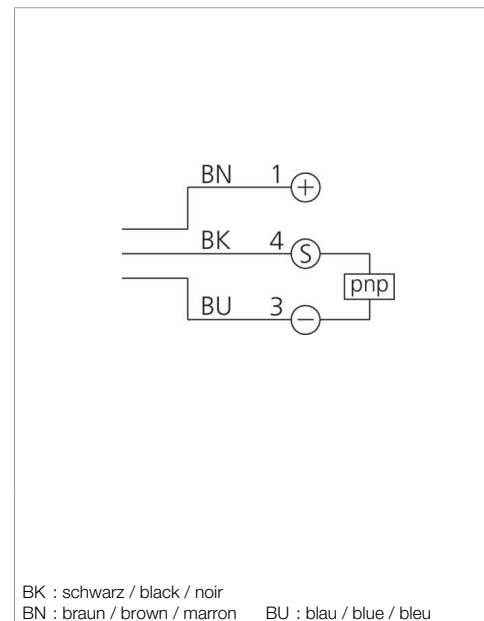 BN 1 +
BK 4 S
pnp
BU 3 −
BK : schwarz / black / noir
BN : braun / brown / marron BU : blau / blue / bleu